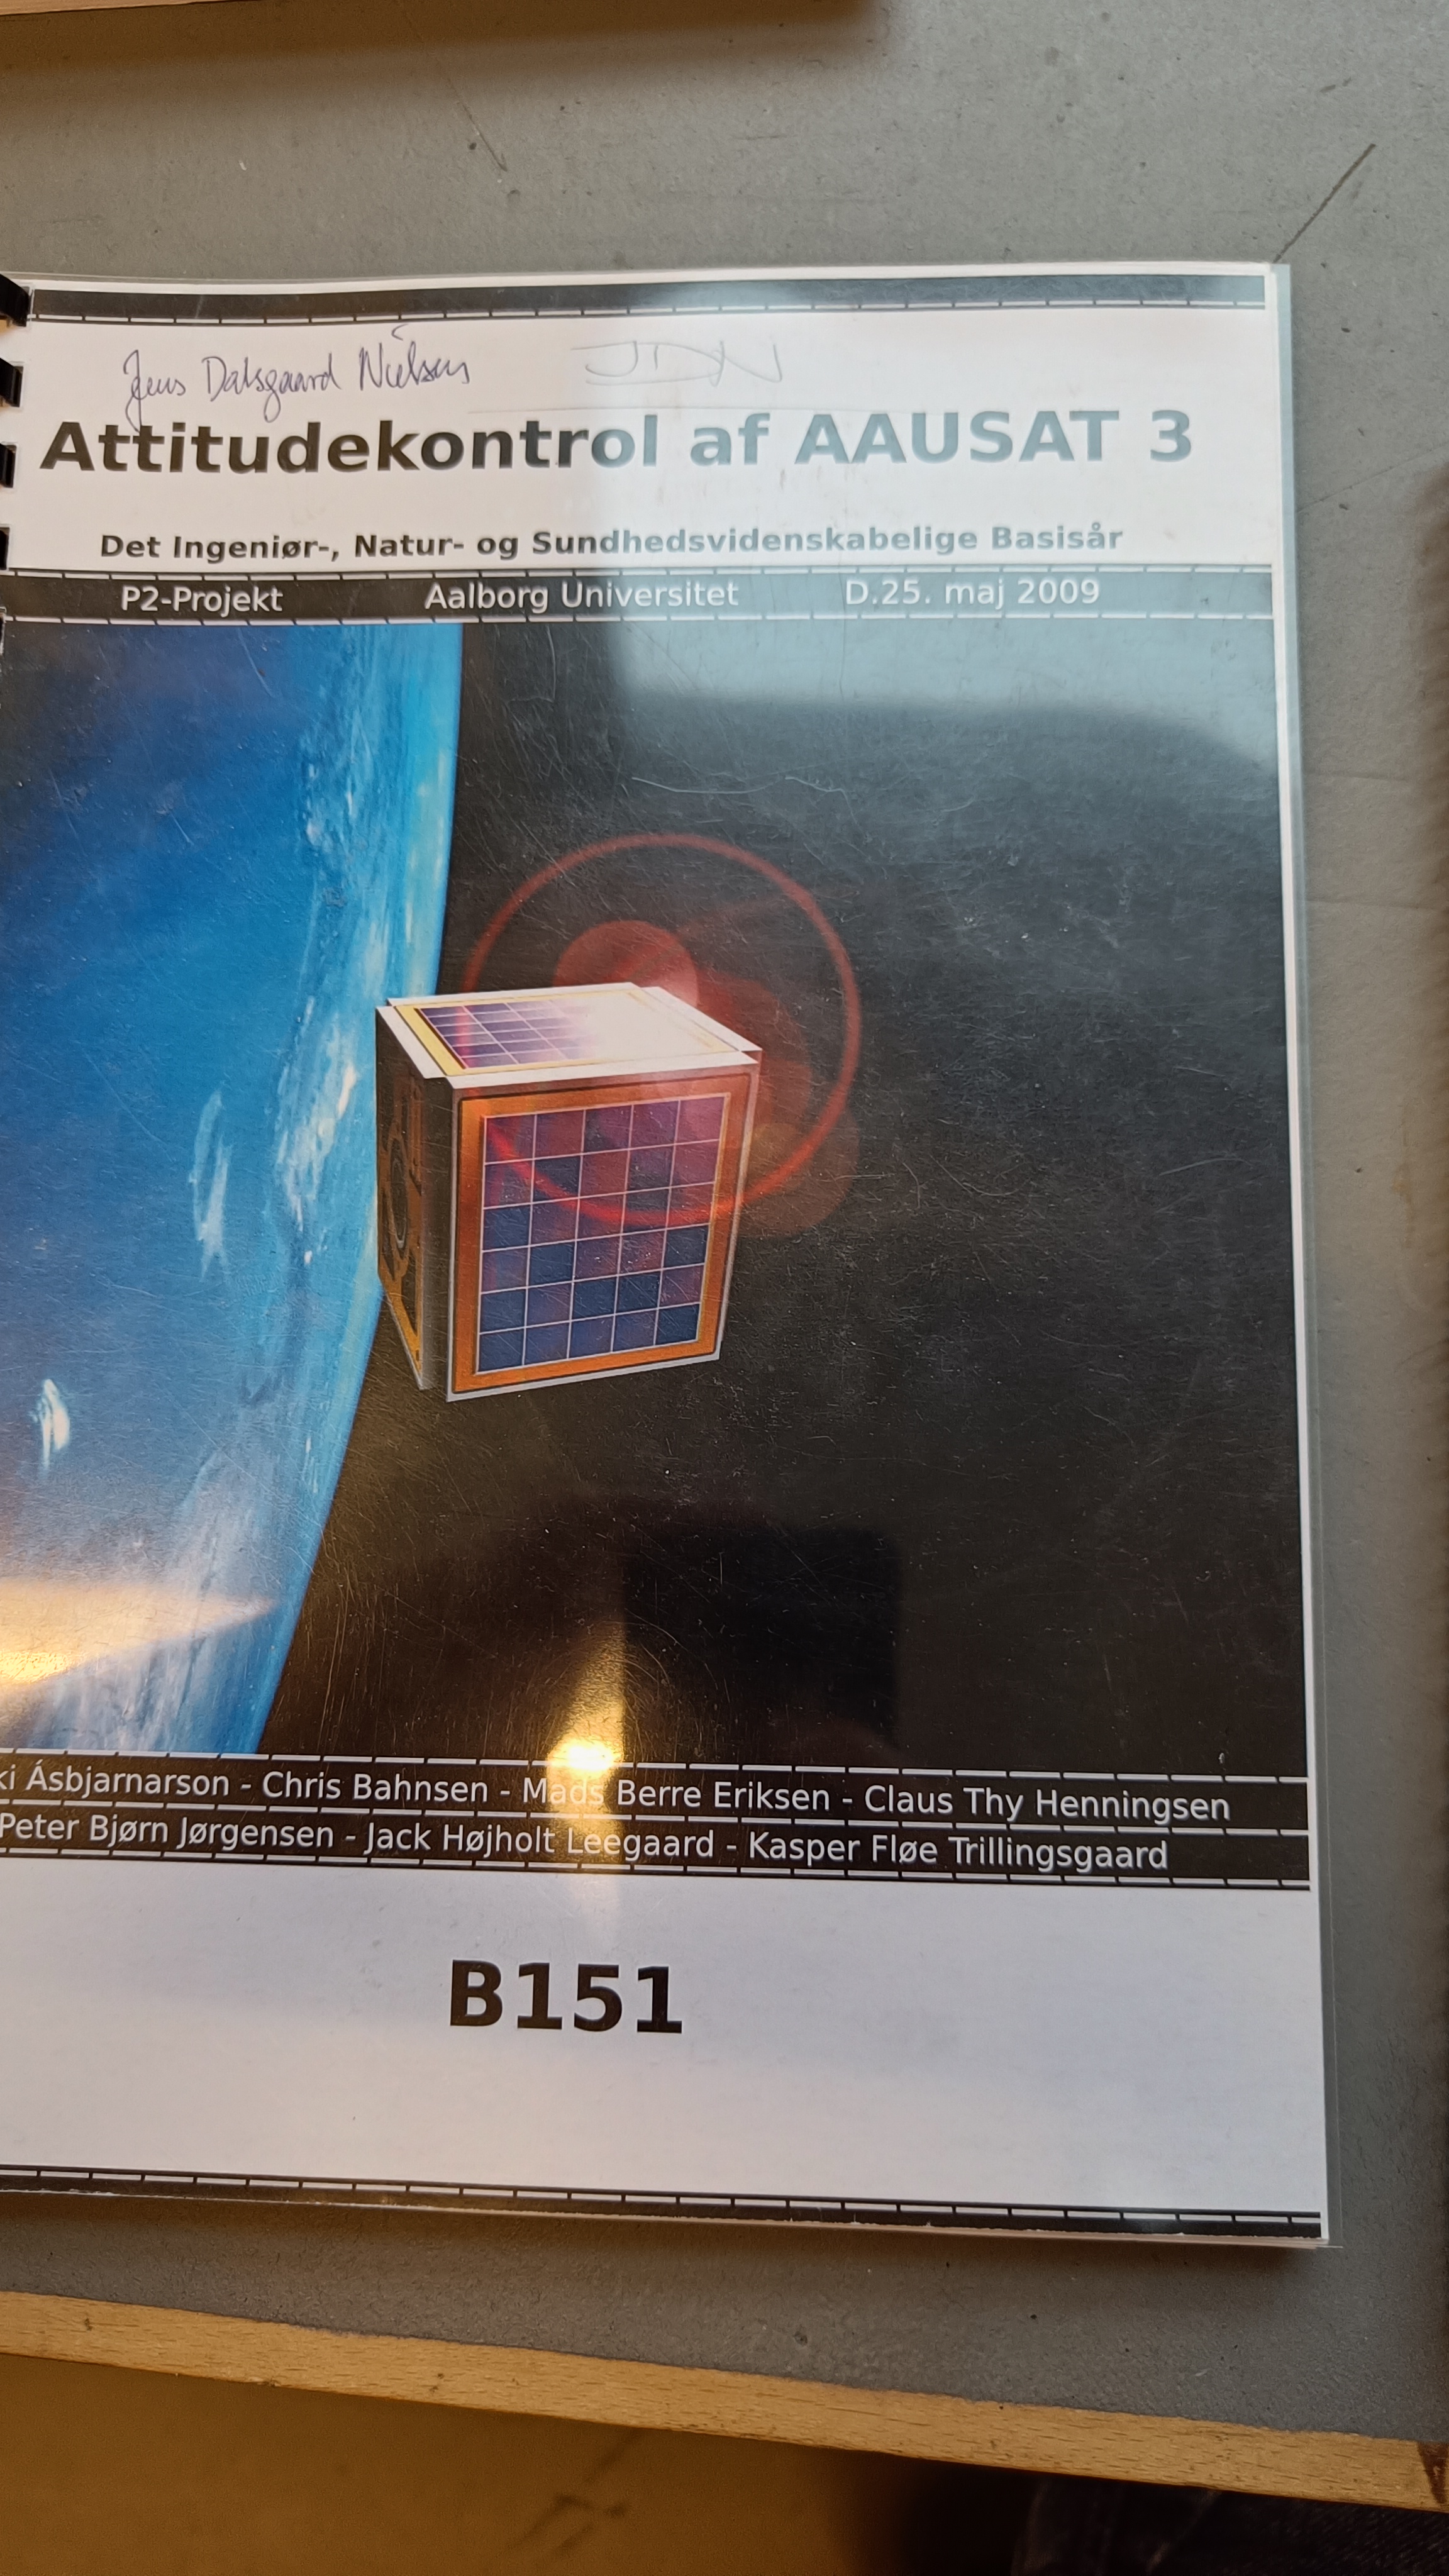 Jens Dalsgaard Nielsen JDN
Attitudekontrol af AAUSAT 3
Det Ingeniør-, Natur- og Sundhedsvidenskabelige Basisår
P2-Projekt Aalborg Universitet D.25. maj 2009
Ásbjarnarson - Chris Bahnsen - Mads Berre Eriksen - Claus Thy Henningsen
Peter Bjørn Jørgensen - Jack Højholt Leegaard - Kasper Fløe Trillingsgaard
B151